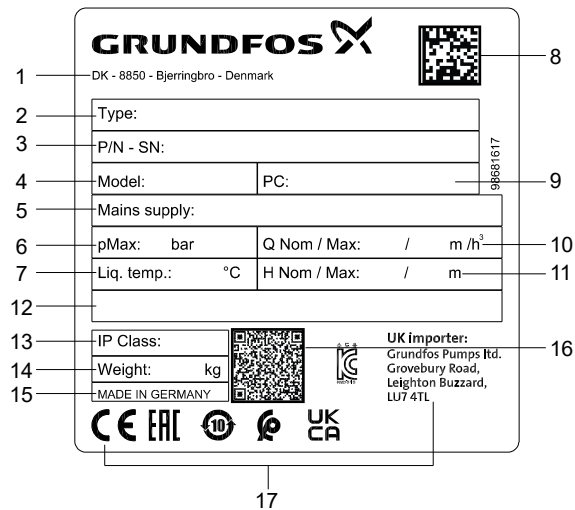 GRUNDFOS
8
1
DK - 8850 - Bjerringbro - Denmark
2
Type:
3
P/N - SN:
98681617
4
Model:
PC:
9
5
Mains supply:
6
pMax: bar
Q Nom / Max: / m /h³
10
7
Liq. temp.: °C
H Nom / Max: / m
11
12
13
IP Class:
14
Weight: kg
15
MADE IN GERMANY
UK importer:
Grundfos Pumps ltd.
Grovebury Road,
Leighton Buzzard,
LU7 4TL
16
CE EAC 10 UK
CA
17